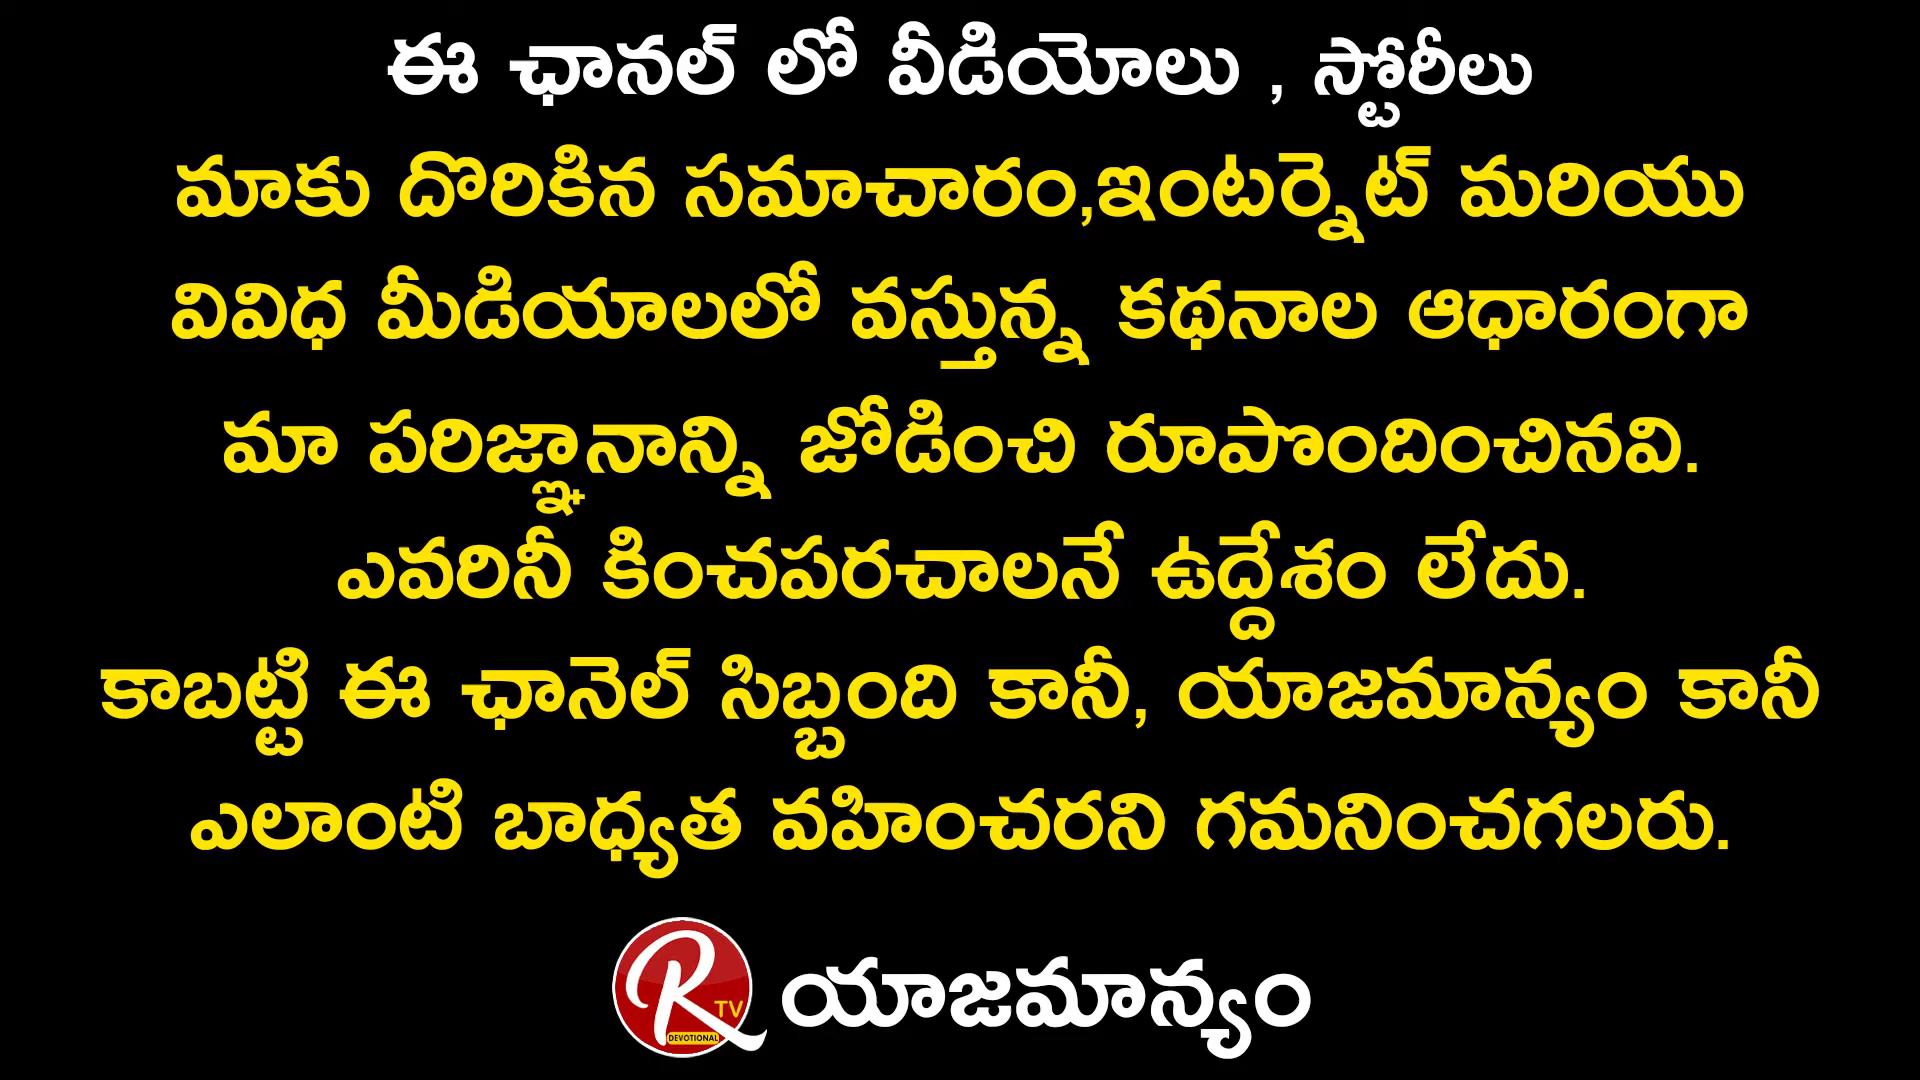 ఈ ఛానల్ లో వీడియోలు , స్టోరీలు
మాకు దొరికిన సమాచారం,ఇంటర్నెట్ మరియు
వివిధ మీడియాలలో వస్తున్న కథనాల ఆధారంగా
మా పరిజ్ఞానాన్ని జోడించి రూపొందించినవి.
ఎవరినీ కించపరచాలనే ఉద్దేశం లేదు.
కాబట్టి ఈ ఛానెల్ సిబ్బంది కానీ, యాజమాన్యం కానీ
ఎలాంటి బాధ్యత వహించరని గమనించగలరు.
R TV DEVOTIONAL యాజమాన్యం